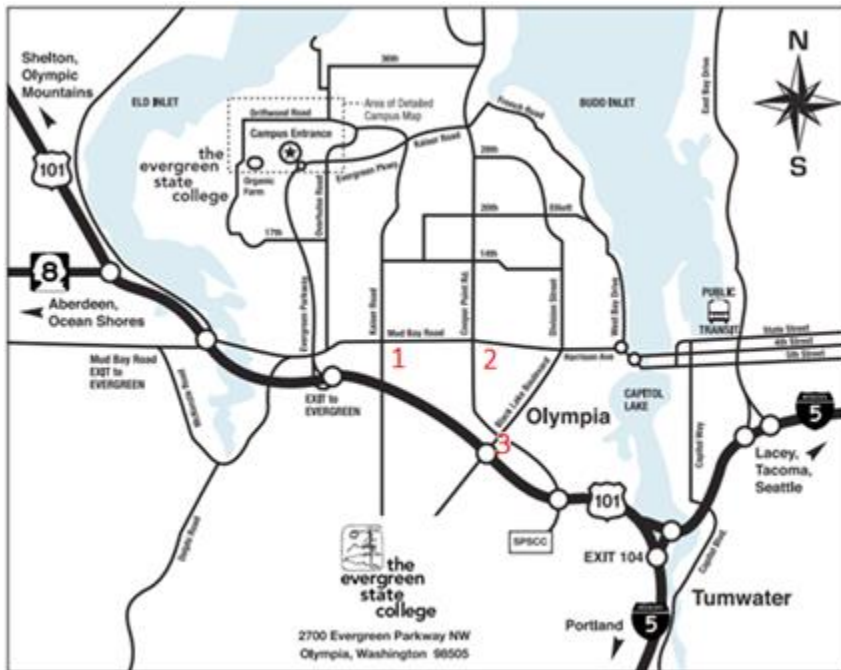 36th
Shelton,
Olympic
Mountains
N
S
ELD INLET
BUDD INLET
East Bay Drive
French Road
Driftwood Road
Area of Detailed
Campus Map
Campus Entrance
Kaiser Road
101
the
evergreen
state
college
Organic
Farm
Evergreen Pkwy
Overhulse Road
28th
20th
Elliott
17th
14th
8
Aberdeen,
Ocean Shores
Evergreen Parkway
Kaiser Road
Cooper Point Rd.
Division Street
West Bay Drive
PUBLIC
TRANSIT
Mud Bay Road
State Street
4th Street
5th Street
Harrison Ave
Mud Bay Road
EXIT to
EVERGREEN
1
2
EXIT to
EVERGREEN
Black Lake Boulevard
Olympia
CAPITOL
LAKE
5
3
Capitol Way
Lacey,
Tacoma,
Seattle
101
Delphi Road
SPSCC
EXIT 104
Capitol Blvd.
the
evergreen
state
college
Tumwater
2700 Evergreen Parkway NW
Olympia, Washington 98505
Portland
5